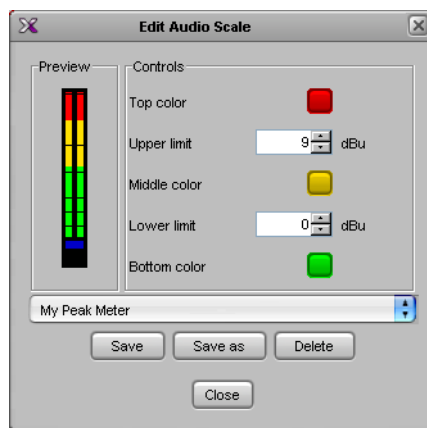 Edit Audio Scale
Preview
Controls
Top color
Upper limit 9 dBu
Middle color
Lower limit 0 dBu
Bottom color
My Peak Meter
Save Save as Delete
Close